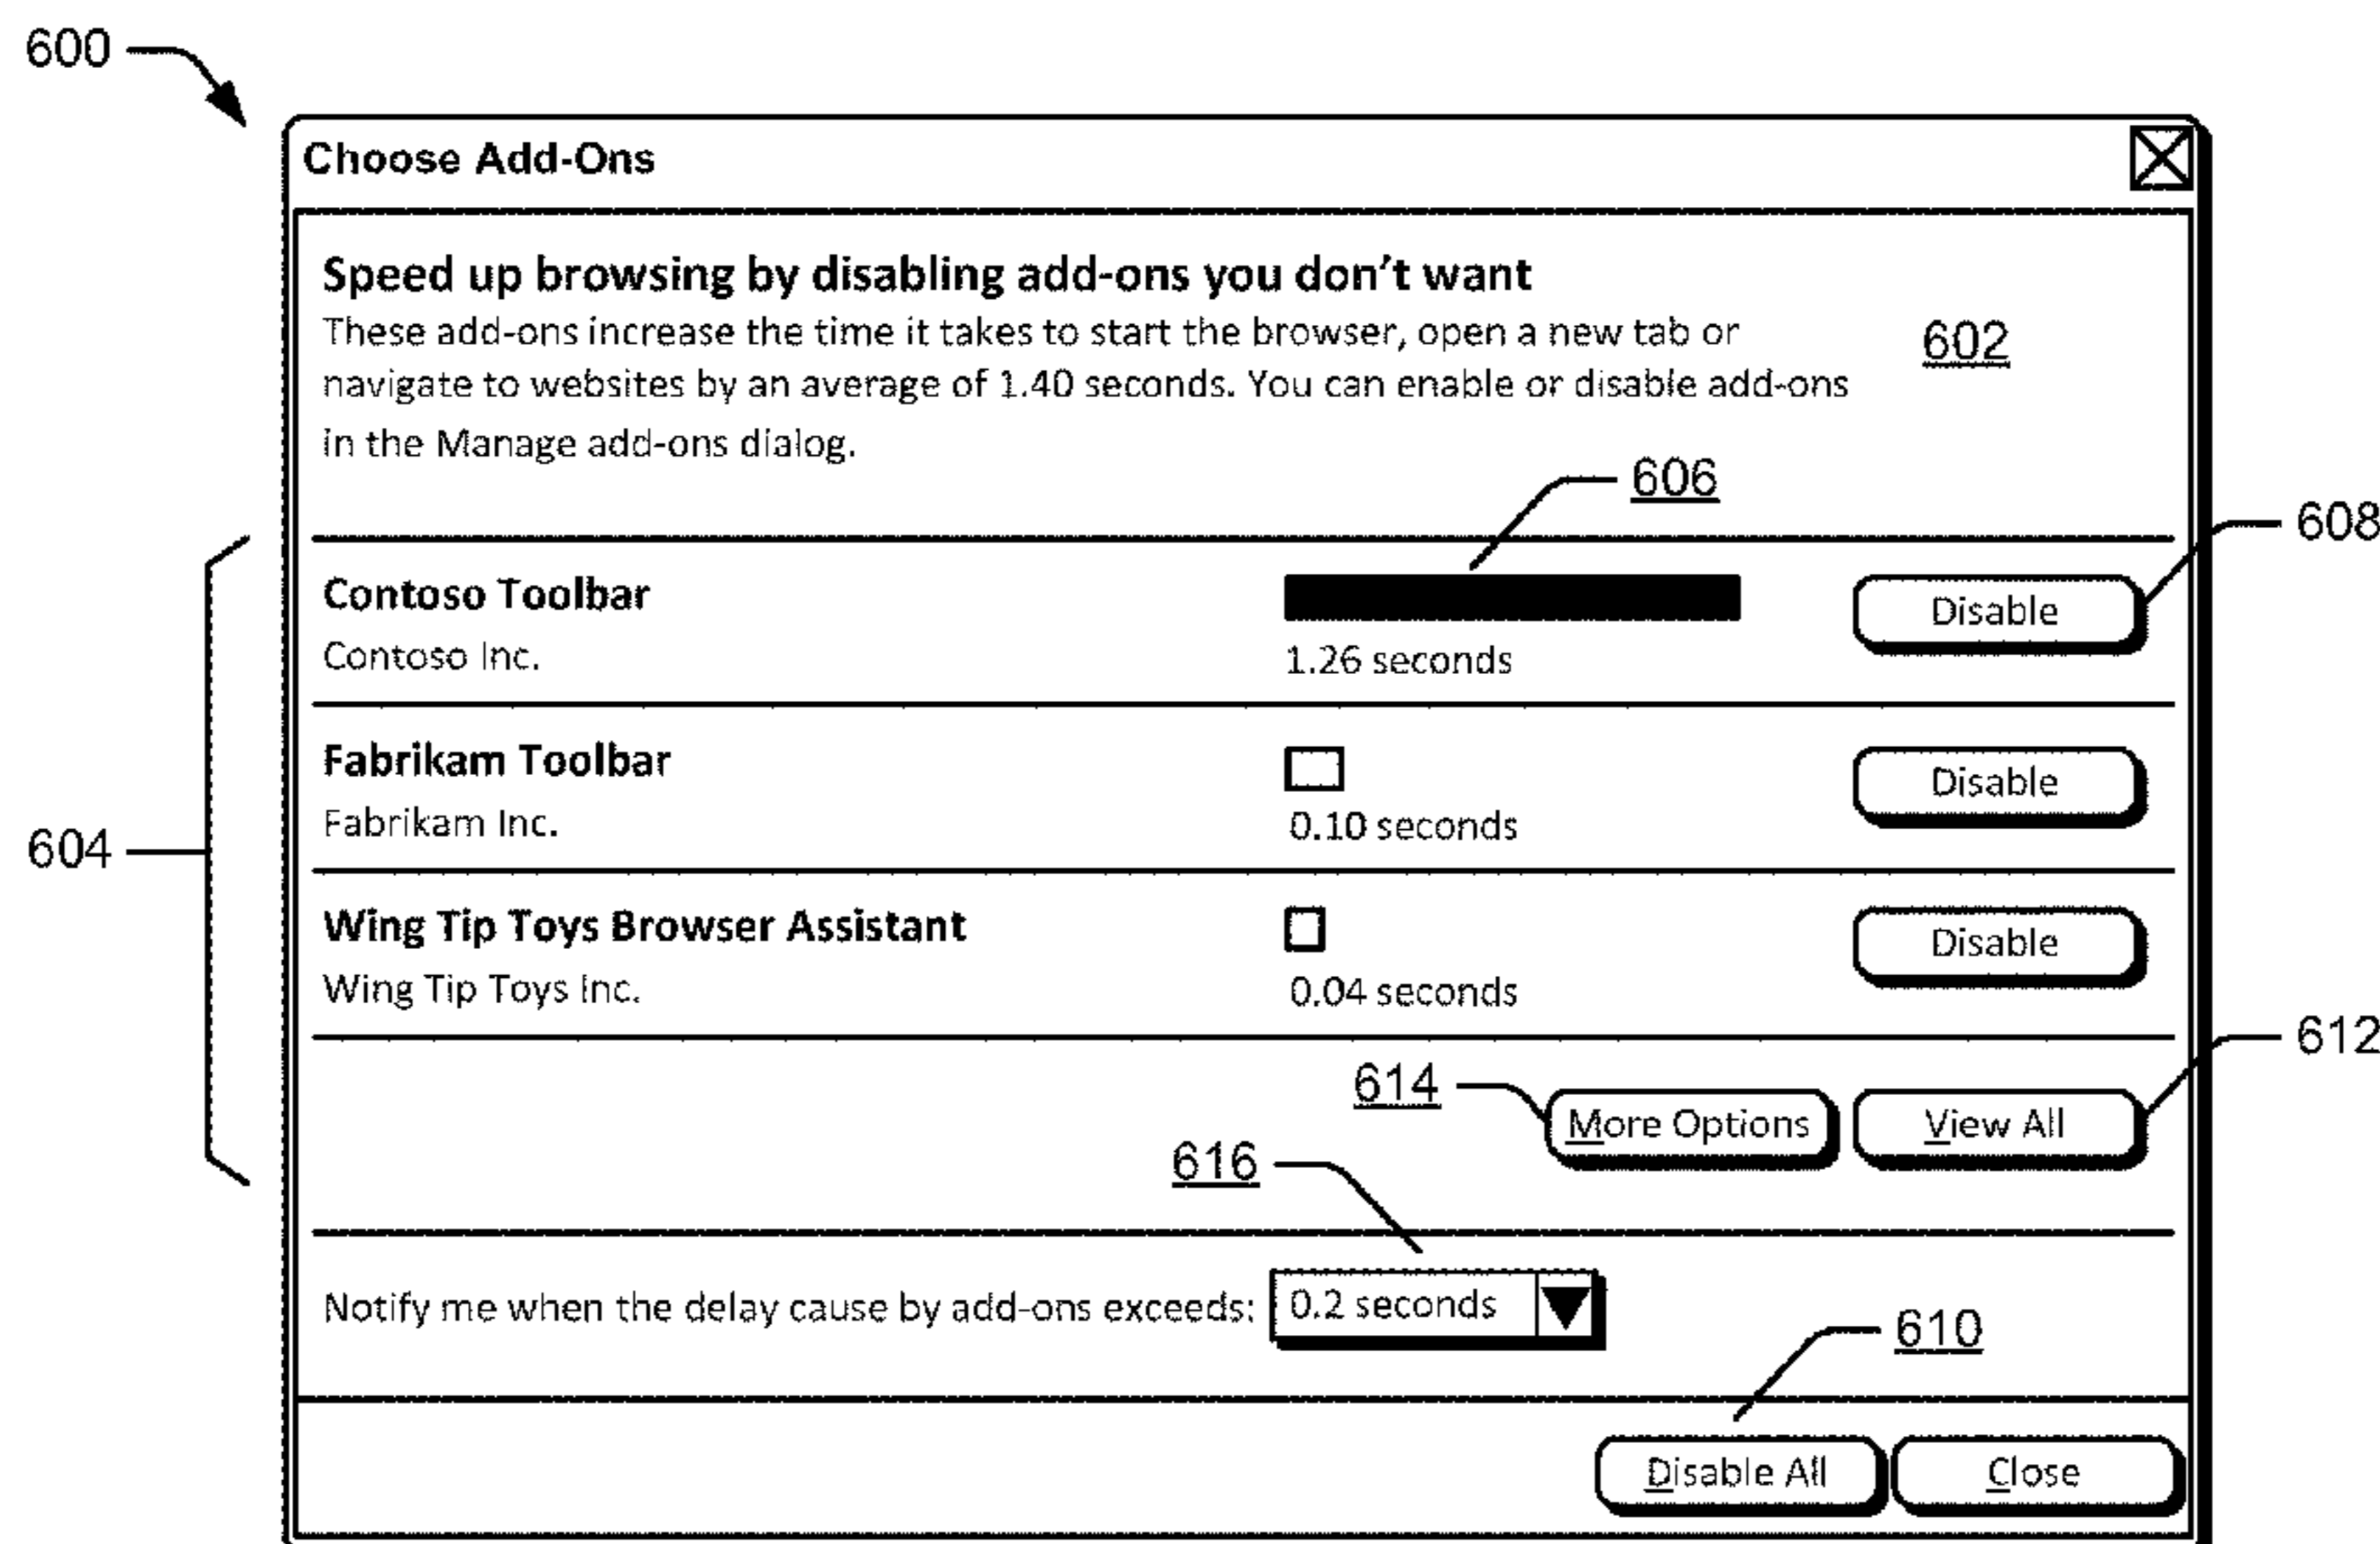 600
Choose Add-Ons
Speed up browsing by disabling add-ons you don't want
These add-ons increase the time it takes to start the browser, open a new tab or
navigate to websites by an average of 1.40 seconds. You can enable or disable add-ons
in the Manage add-ons dialog.
602
606
608
604
Contoso Toolbar
Contoso Inc.
1.26 seconds
Disable
Fabrikam Toolbar
Fabrikam Inc.
0.10 seconds
Disable
Wing Tip Toys Browser Assistant
Wing Tip Toys Inc.
0.04 seconds
Disable
612
614
More Options
View All
616
Notify me when the delay cause by add-ons exceeds:
0.2 seconds
610
Disable All
Close